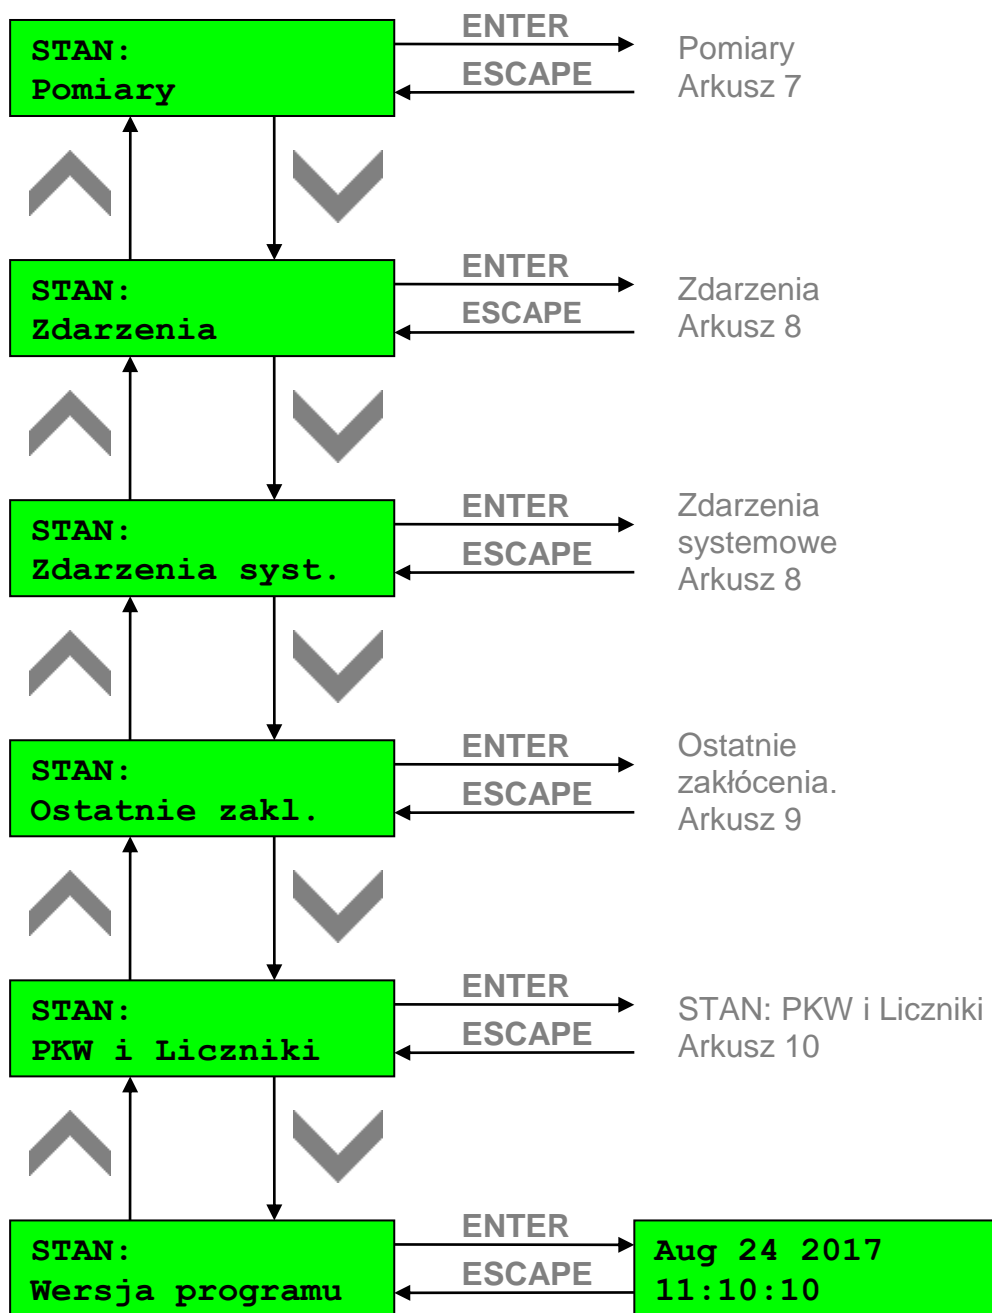 STAN:
Pomiary
ENTER
ESCAPE
Pomiary
Arkusz 7
STAN:
Zdarzenia
ENTER
ESCAPE
Zdarzenia
Arkusz 8
STAN:
Zdarzenia syst.
ENTER
ESCAPE
Zdarzenia
systemowe
Arkusz 8
STAN:
Ostatnie zakl.
ENTER
ESCAPE
Ostatnie
zakłócenia.
Arkusz 9
STAN:
PKW i Liczniki
ENTER
ESCAPE
STAN: PKW i Liczniki
Arkusz 10
STAN:
Wersja programu
ENTER
ESCAPE
Aug 24 2017
11:10:10